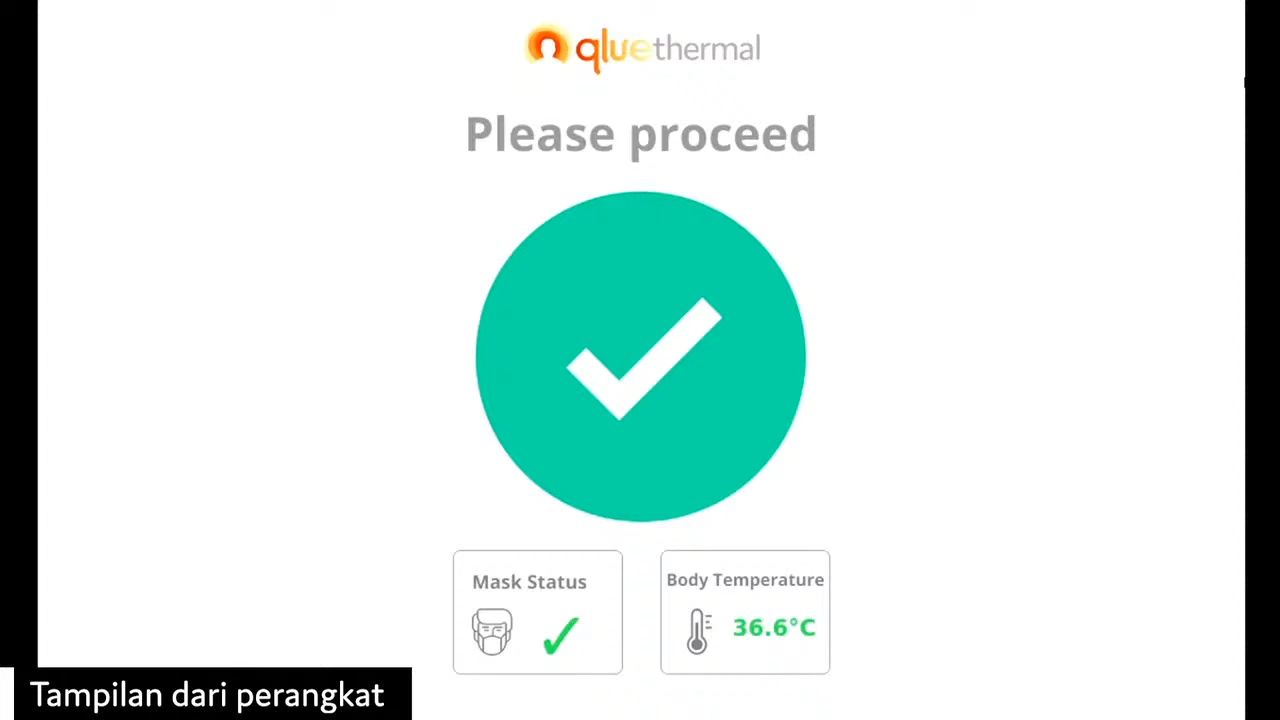 qluethermal
Please proceed
Mask Status
Body Temperature
36.6°C
Tampilan dari perangkat